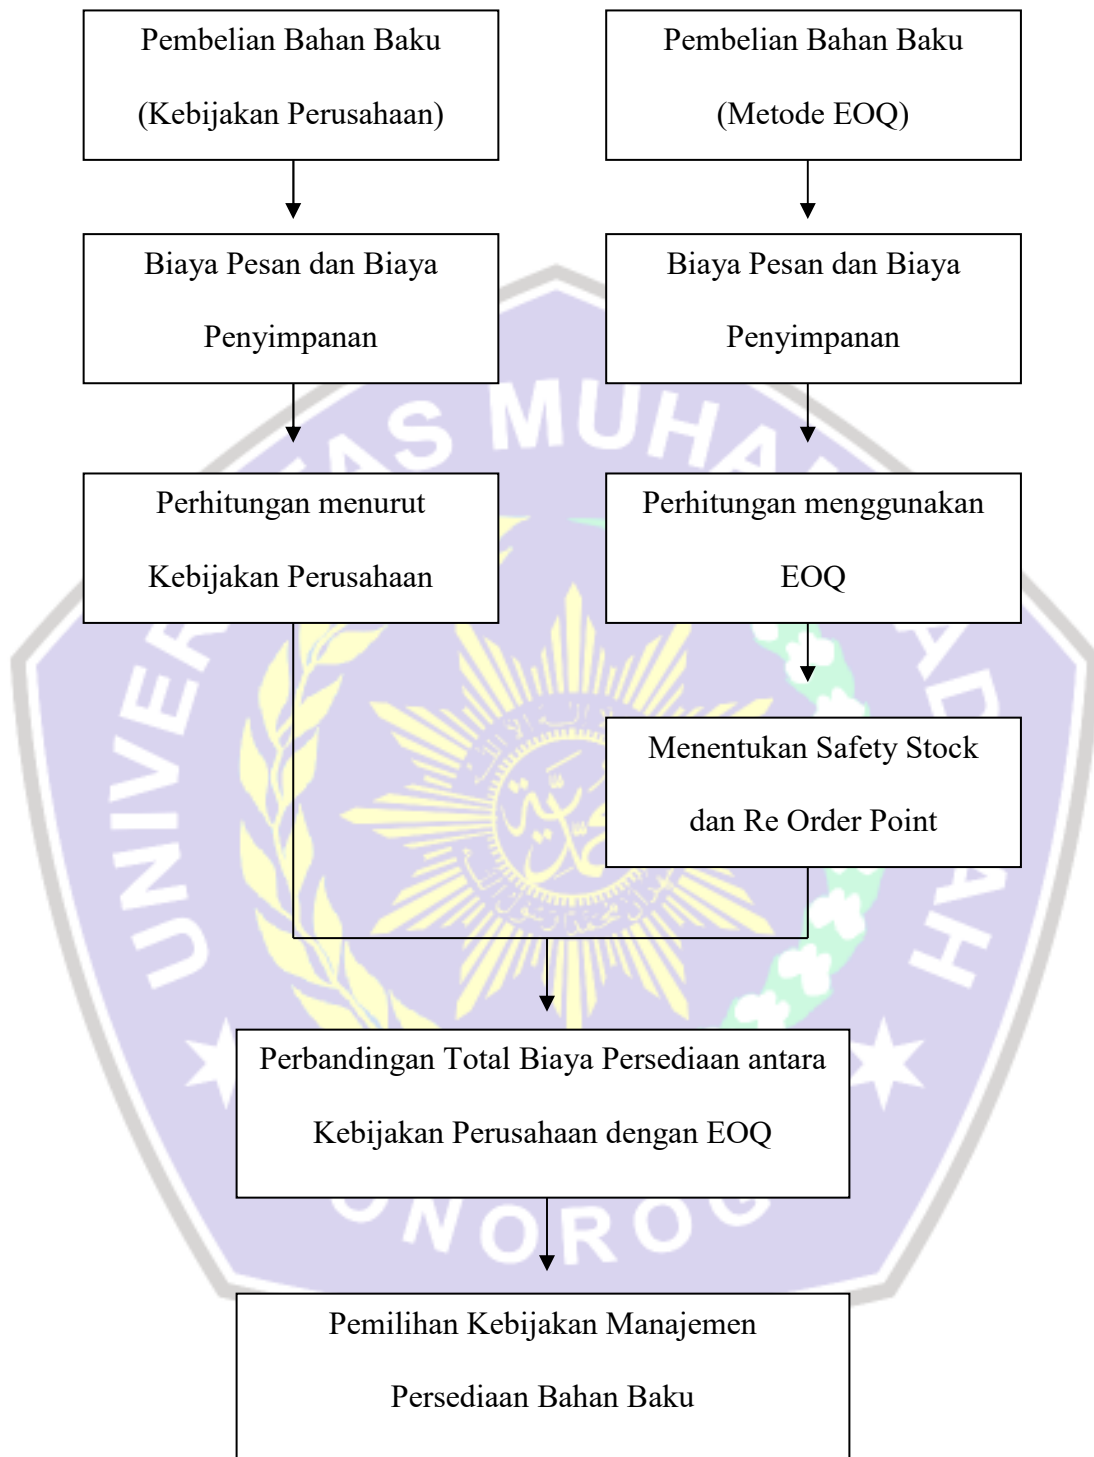 Pembelian Bahan Baku
(Kebijakan Perusahaan)
Pembelian Bahan Baku
(Metode EOQ)
Biaya Pesan dan Biaya
Penyimpanan
Biaya Pesan dan Biaya
Penyimpanan
Perhitungan menurut
Kebijakan Perusahaan
Perhitungan menggunakan
EOQ
Menentukan Safety Stock
dan Re Order Point
Perbandingan Total Biaya Persediaan antara
Kebijakan Perusahaan dengan EOQ
Pemilihan Kebijakan Manajemen
Persediaan Bahan Baku